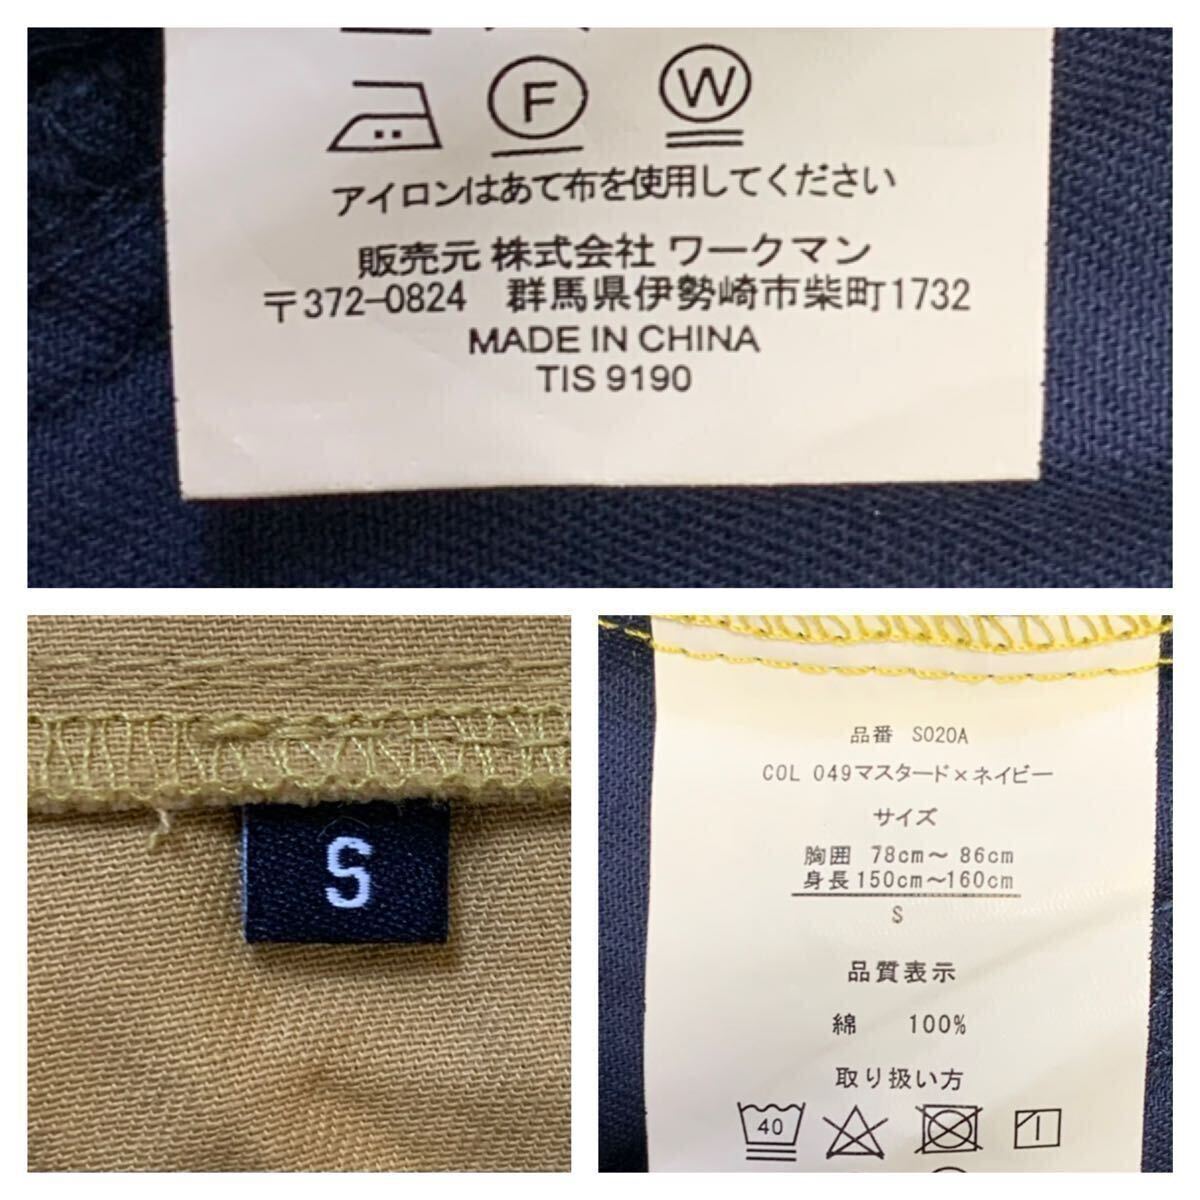 F W
アイロンはあて布を使用してください
販売元 株式会社 ワークマン
〒372-0824 群馬県伊勢崎市柴町1732
MADE IN CHINA
TIS 9190
S
品番 S020A
COL 049マスタード×ネイビー
サイズ
胸囲 78cm～ 86cm
身長150cm～160cm
S
品質表示
綿 100%
取り扱い方
40